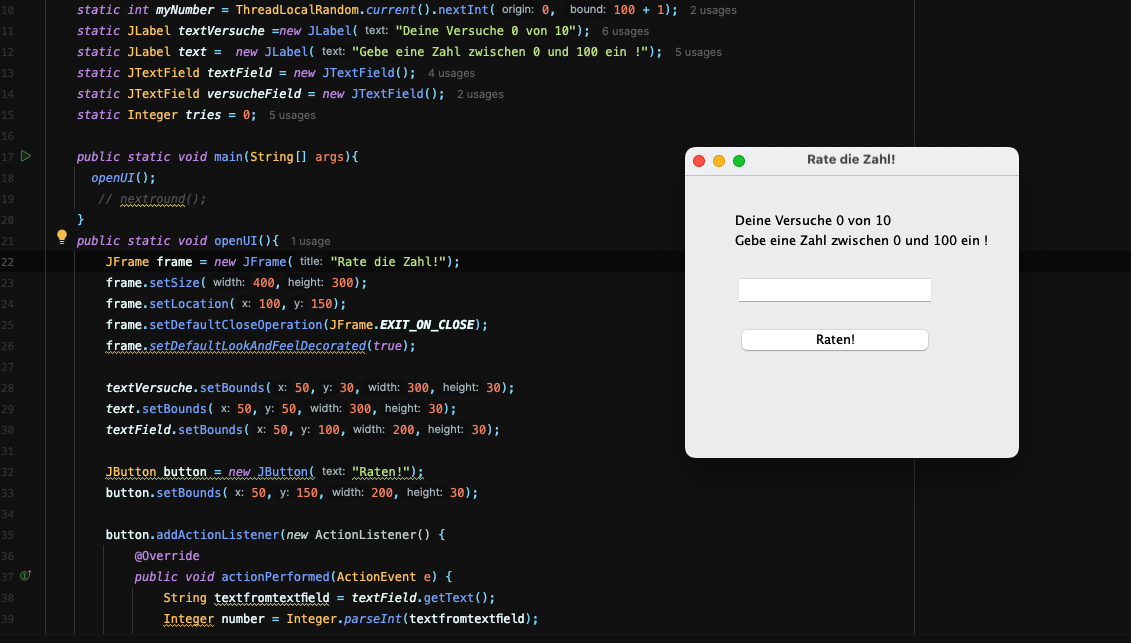 10 static int myNumber = ThreadLocalRandom.current().nextInt( origin: 0, bound: 100 + 1); 2 usages
11 static JLabel textVersuche =new JLabel( text: "Deine Versuche 0 von 10"); 6 usages
12 static JLabel text = new JLabel( text: "Gebe eine Zahl zwischen 0 und 100 ein !"); 5 usages
13 static JTextField textField = new JTextField(); 4 usages
14 static JTextField versucheField = new JTextField(); 2 usages
15 static Integer tries = 0; 5 usages
16
17 public static void main(String[] args){
18 openUI();
19 // nextround();
20 }
21 public static void openUI(){ 1 usage
22 JFrame frame = new JFrame( title: "Rate die Zahl!");
23 frame.setSize( width: 400, height: 300);
24 frame.setLocation( x: 100, y: 150);
25 frame.setDefaultCloseOperation(JFrame.EXIT_ON_CLOSE);
26 frame.setDefaultLookAndFeelDecorated(true);
27
28 textVersuche.setBounds( x: 50, y: 30, width: 300, height: 30);
29 text.setBounds( x: 50, y: 50, width: 300, height: 30);
30 textField.setBounds( x: 50, y: 100, width: 200, height: 30);
31
32 JButton button = new JButton( text: "Raten!");
33 button.setBounds( x: 50, y: 150, width: 200, height: 30);
34
35 button.addActionListener(new ActionListener() {
36 @Override
37 public void actionPerformed(ActionEvent e) {
38 String textfromtextfield = textField.getText();
39 Integer number = Integer.parseInt(textfromtextfield);
Rate die Zahl!
Deine Versuche 0 von 10
Gebe eine Zahl zwischen 0 und 100 ein !
Raten!